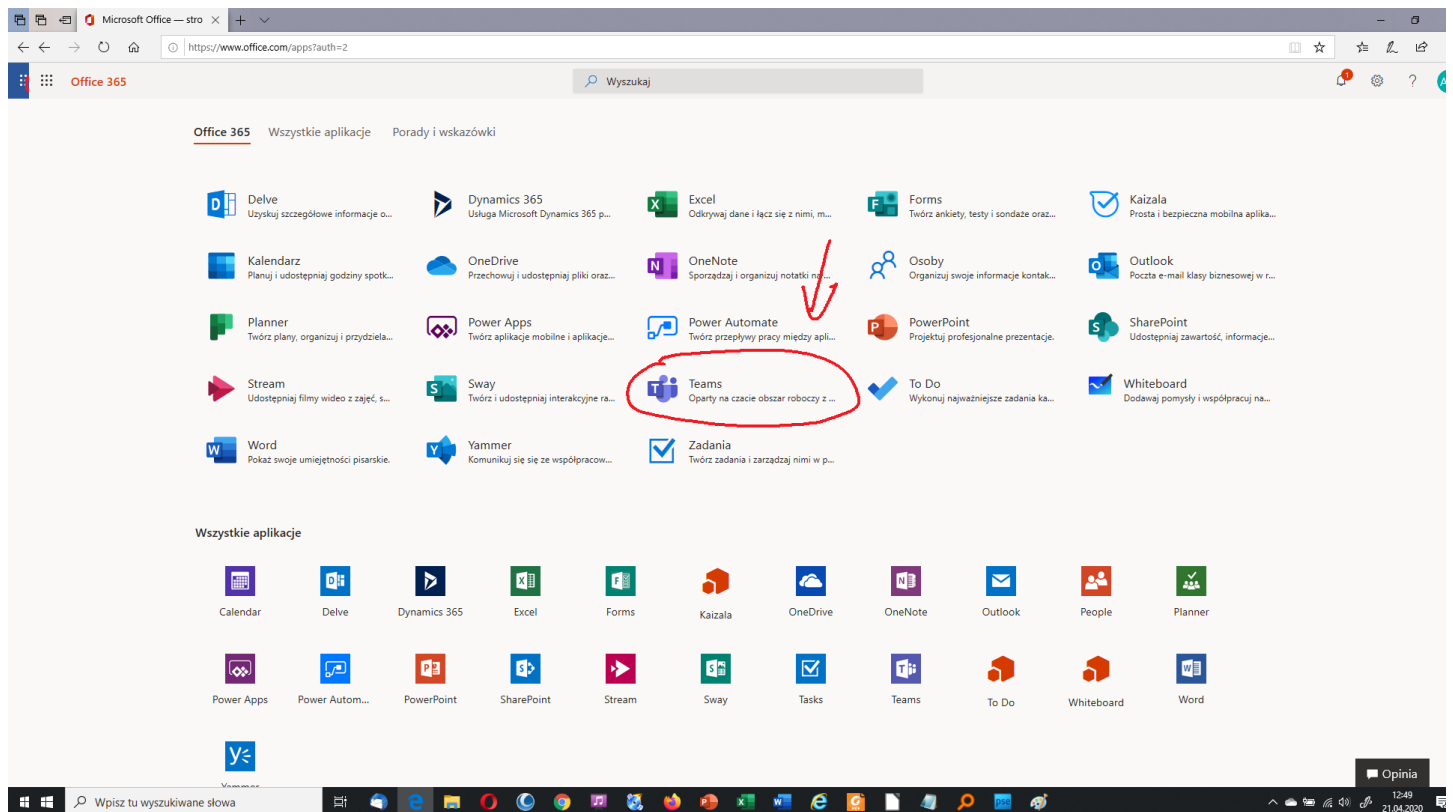 Microsoft Office — stro
https://www.office.com/apps?auth=2
Office 365
Wyszukaj
1
?
Office 365 Wszystkie aplikacje Porady i wskazówki
Delve
Uzyskuj szczegółowe informacje o...
Dynamics 365
Usługa Microsoft Dynamics 365 p...
Excel
Odkrywaj dane i łącz się z nimi, m...
Forms
Twórz ankiety, testy i sondaże oraz...
Kaizala
Prosta i bezpieczna mobilna aplika...
Kalendarz
Planuj i udostępniaj godziny spotk...
OneDrive
Przechowuj i udostępniaj pliki oraz...
OneNote
Sporządzaj i organizuj notatki na ...
Osoby
Organizuj swoje informacje kontak...
Outlook
Poczta e-mail klasy biznesowej w r...
Planner
Twórz plany, organizuj i przydziela...
Power Apps
Twórz aplikacje mobilne i aplikacje...
Power Automate
Twórz przepływy pracy między apli...
PowerPoint
Projektuj profesjonalne prezentacje.
SharePoint
Udostępniaj zawartość, informacje...
Stream
Udostępniaj filmy wideo z zajęć, s...
Sway
Twórz i udostępniaj interakcyjne ra...
Teams
Oparty na czacie obszar roboczy z ...
To Do
Wykonuj najważniejsze zadania ka...
Whiteboard
Dodawaj pomysły i współpracuj na...
Word
Pokaż swoje umiejętności pisarskie.
Yammer
Komunikuj się się ze współpracow...
Zadania
Twórz zadania i zarządzaj nimi w p...
Wszystkie aplikacje
Calendar Delve Dynamics 365 Excel Forms Kaizala OneDrive OneNote Outlook People Planner
Power Apps Power Autom... PowerPoint SharePoint Stream Sway Tasks Teams To Do Whiteboard Word
Yammer
Opinia
Wpisz tu wyszukiwane słowa
12:49
21.04.2020